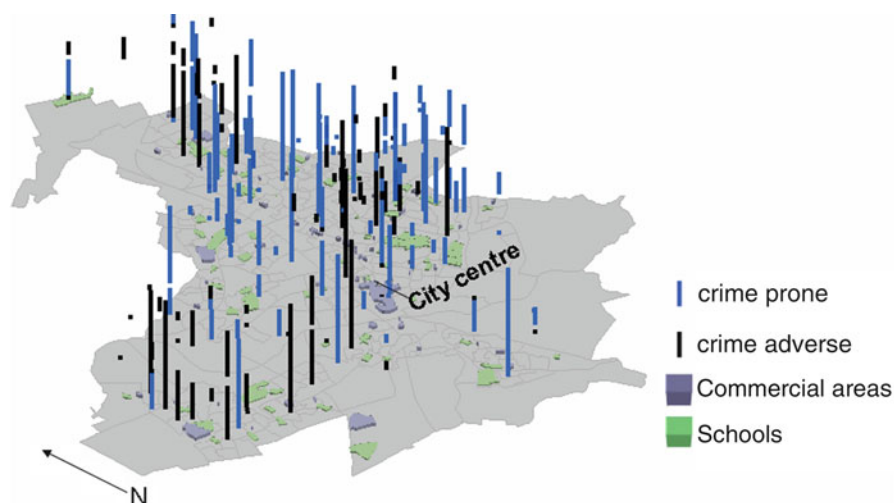 City centre
crime prone
crime adverse
Commercial areas
Schools
N